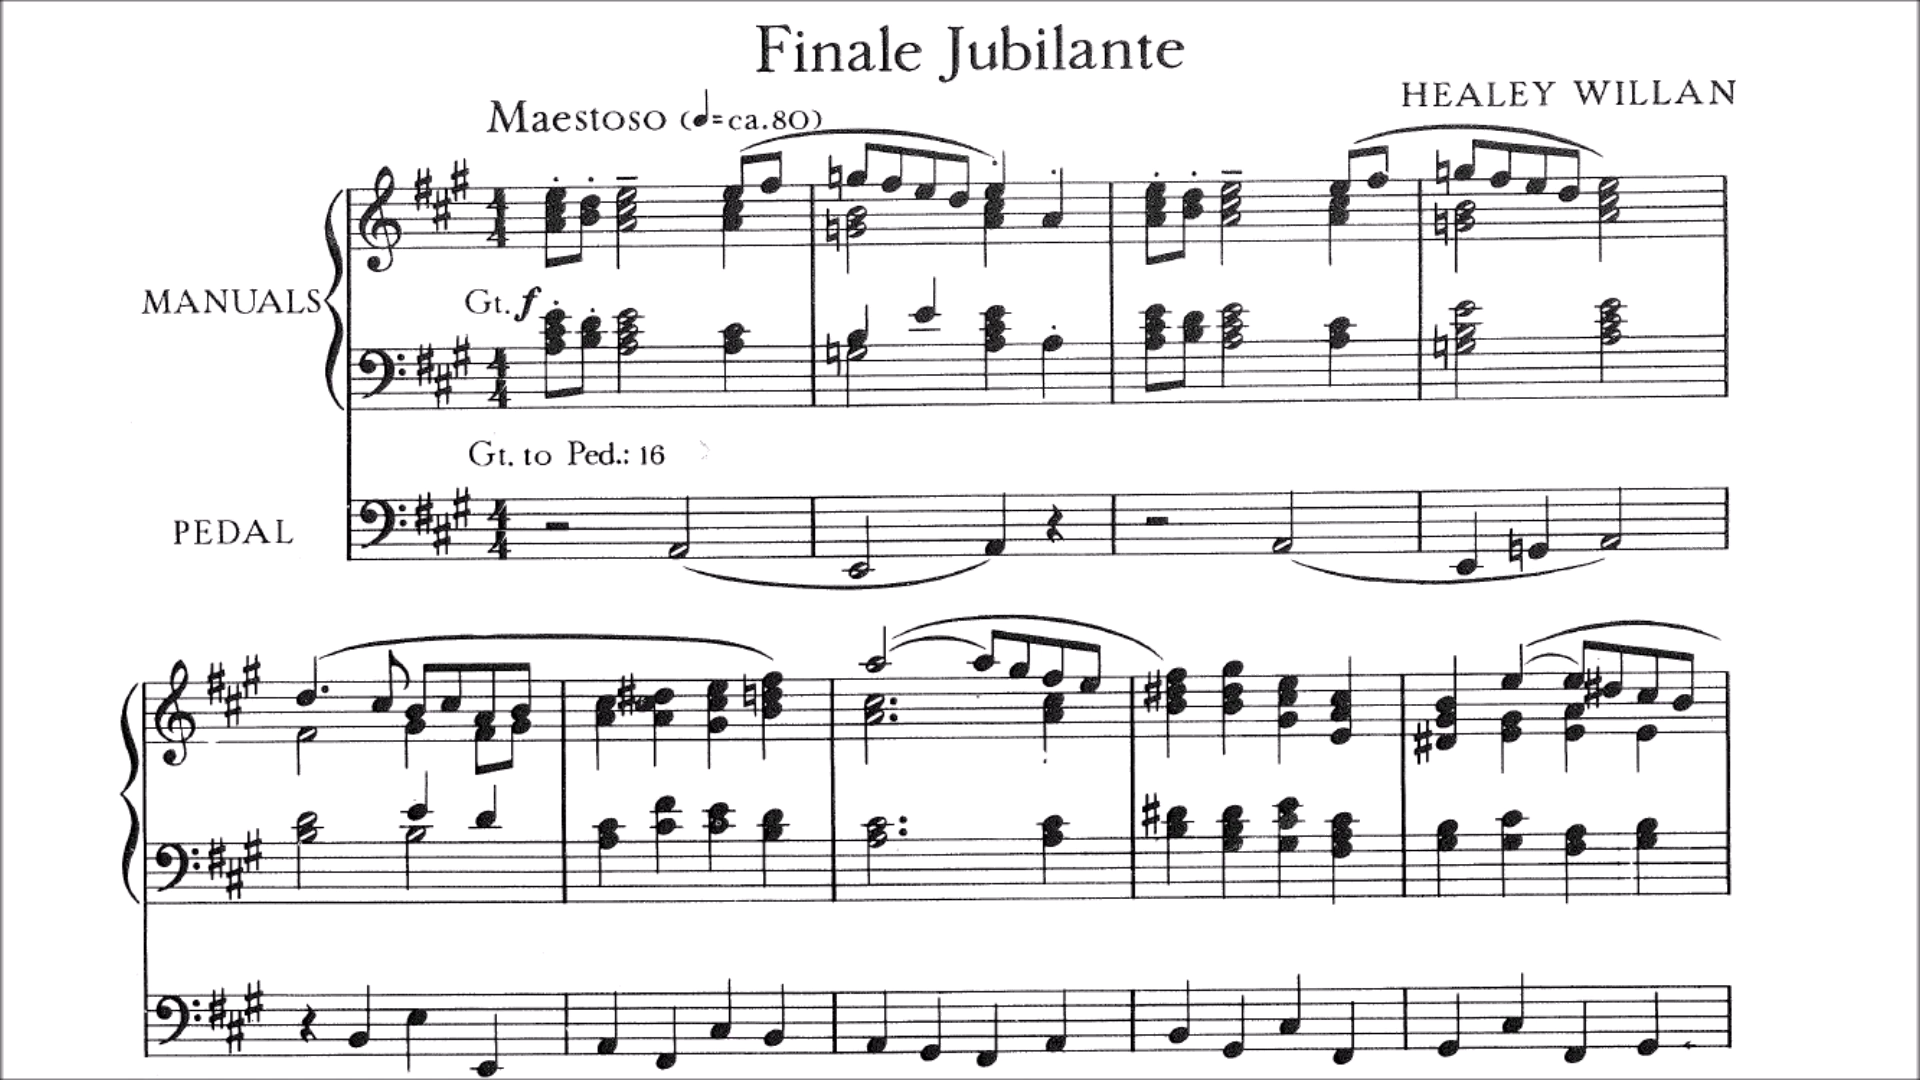 Finale Jubilante
HEALEY WILLAN
Maestoso (♩=ca.80)
MANUALS
Gt. f
Gt. to Ped.: 16
PEDAL